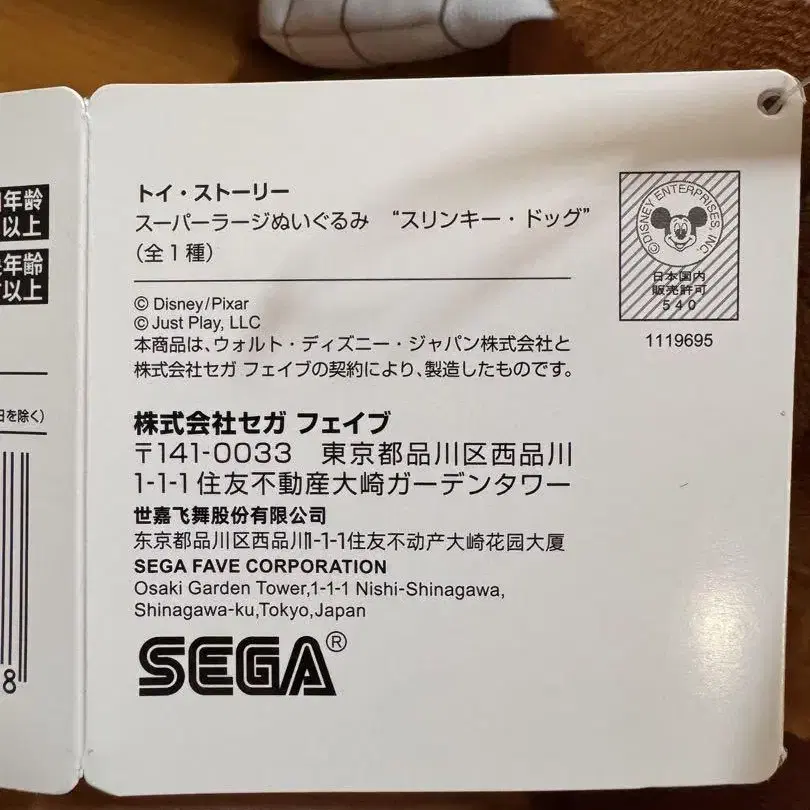 年齢
以上
年齢
以上
日を除く)
8
トイ・ストーリー
スーパーラージぬいぐるみ “スリンキー・ドッグ”
(全1種)
© Disney/Pixar
© Just Play, LLC
本商品は、ウォルト・ディズニー・ジャパン株式会社と
株式会社セガ フェイブの契約により、製造したものです。
株式会社セガ フェイブ
〒141-0033 東京都品川区西品川
1-1-1住友不動産大崎ガーデンタワー
世嘉飞舞股份有限公司
东京都品川区西品川1-1-1住友不动产大崎花园大厦
SEGA FAVE CORPORATION
Osaki Garden Tower,1-1-1 Nishi-Shinagawa,
Shinagawa-ku,Tokyo,Japan
SEGA®
©DISNEY ENTERPRISES, INC.
日本国内
販売許可
540
1119695